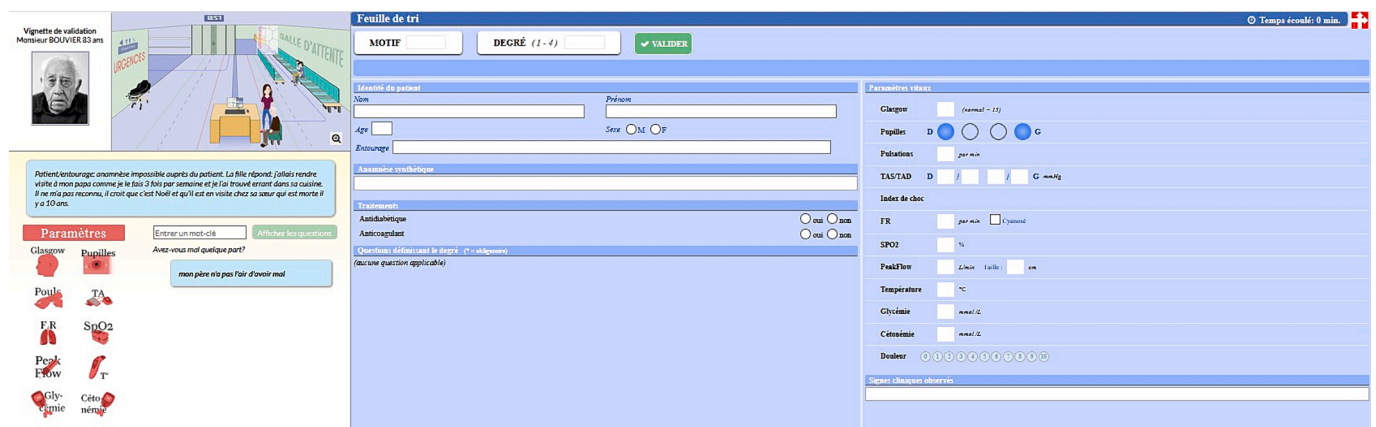 Vignette de validation
Monsieur BOUVIER 83 ans
URGENCES
SALLE D'ATTENTE
Patient/entourage: anamnèse impossible auprès du patient. La fille répond: j'allais rendre
visite à mon papa comme je le fais 3 fois par semaine et je l'ai trouvé errant dans sa cuisine.
Il ne m'a pas reconnu, il croit que c'est Noël et qu'il est en visite chez sa sœur qui est morte il
y a 10 ans.
Paramètres
Entrer un mot-clé
Afficher les questions
Glasgow
Pupilles
Avez-vous mal quelque part?
mon père n'a pas l'air d'avoir mal
Pouls
TA
FR
SpO2
Peak
Flow
T°
Gly-
cémie
Céto-
némie
Feuille de tri
Temps écoulé: 0 min.
MOTIF
DEGRÉ (1 - 4)
VALIDER
Identité du patient
Nom
Prénom
Age
Sexe M F
Entourage
Anamnèse synthétique
Traitements
Antidiabétique oui non
Anticoagulant oui non
Questions définissant le degré (* = obligatoire)
(aucune question applicable)
Paramètres vitaux
Glasgow (normal = 15)
Pupilles D G
Pulsations par min
TAS/TAD D / / G mmHg
Index de choc
FR par min Cyanosé
SPO2 %
PeakFlow L/min Taille : cm
Température °C
Glycémie mmol/L
Cétonémie mmol/L
Douleur 0 1 2 3 4 5 6 7 8 9 10
Signes cliniques observés